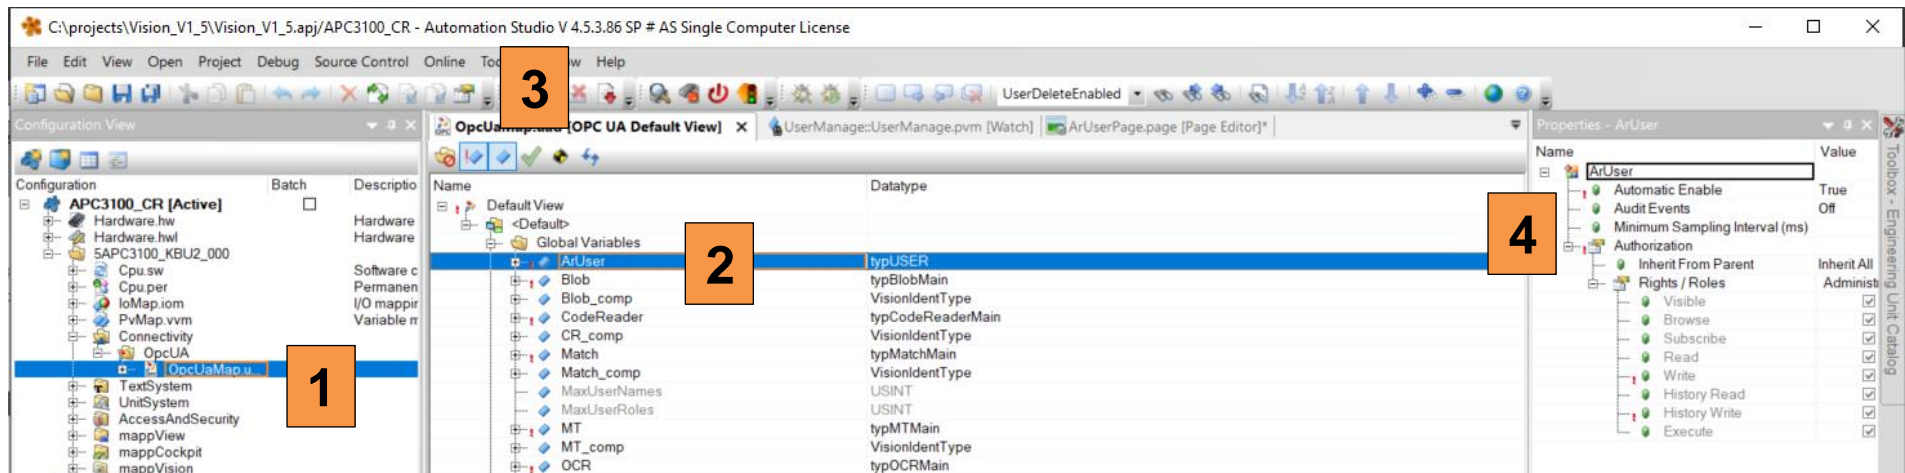 C:\projects\Vision_V1_5\Vision_V1_5.apj/APC3100_CR - Automation Studio V 4.5.3.86 SP # AS Single Computer License
File Edit View Open Project Debug Source Control Online Help
3
UserDeleteEnabled
Configuration View
[OPC UA Default View] X
UserManage::UserManage.pvm [Watch]
ArUserPage.page [Page Editor]*
Properties - ArUser
Configuration Batch Descriptio
APC3100_CR [Active]
Hardware.hw Hardware
Hardware.hwl Hardware
5APC3100_KBU2_000
Cpu.sw Software c
Cpu.per Permanen
IoMap.iom I/O mappir
PvMap.vvm Variable m
Connectivity
OpcUA
OpcUaMap.u...
TextSystem
UnitSystem
AccessAndSecurity
mappView
mappCockpit
mappVision
1
Name Datatype
Default View
<Default>
Global Variables
ArUser typUSER
Blob typBlobMain
Blob_comp VisionIdentType
CodeReader typCodeReaderMain
CR_comp VisionIdentType
Match typMatchMain
Match_comp VisionIdentType
MaxUserNames USINT
MaxUserRoles USINT
MT typMTMain
MT_comp VisionIdentType
OCR typOCRMain
2
Name Value
ArUser
Automatic Enable True
Audit Events Off
Minimum Sampling Interval (ms)
Authorization
Inherit From Parent Inherit All
Rights / Roles Administ
Visible
Browse
Subscribe
Read
Write
History Read
History Write
Execute
4
Toolbox - Engineering Unit Catalog